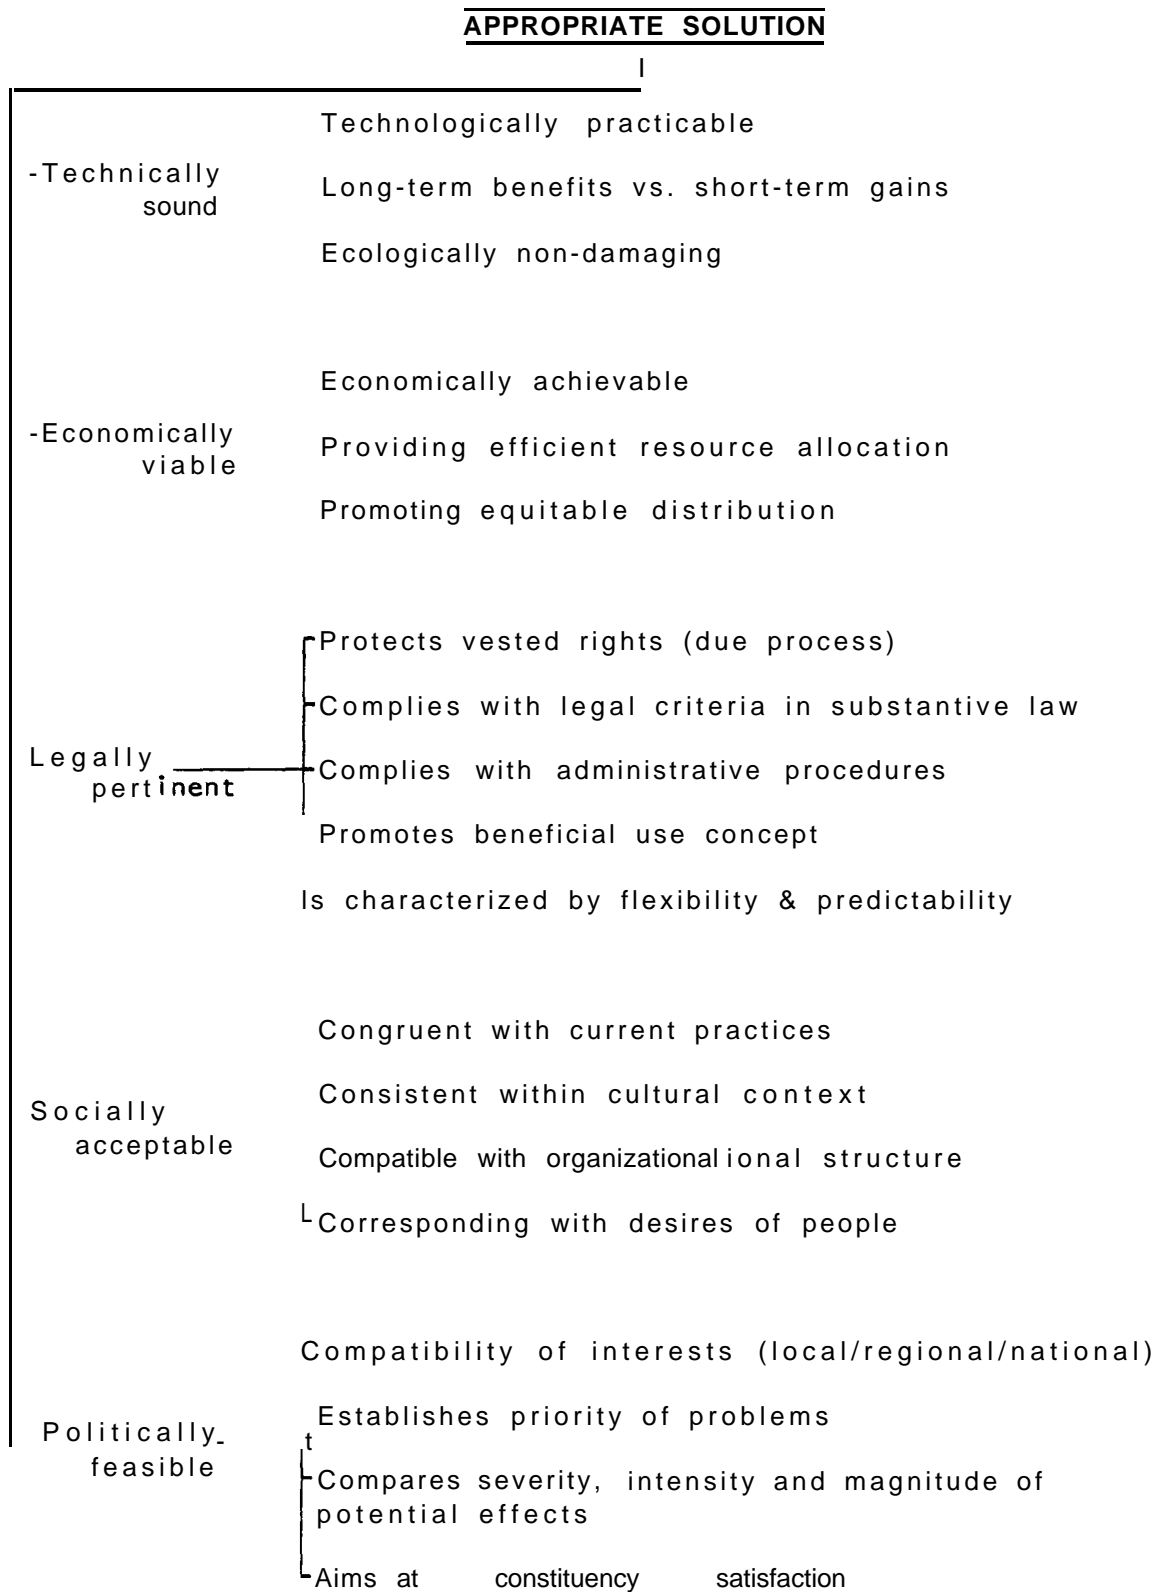 APPROPRIATE SOLUTION
Technologically practicable
-Technically
sound
Long-term benefits vs. short-term gains
Ecologically non-damaging
Economically achievable
-Economically
viable
Providing efficient resource allocation
Promoting equitable distribution
Protects vested rights (due process)
Complies with legal criteria in substantive law
Legally
pertinent
Complies with administrative procedures
Promotes beneficial use concept
Is characterized by flexibility & predictability
Congruent with current practices
Consistent within cultural context
Socially
acceptable
Compatible with organizational ional structure
Corresponding with desires of people
Compatibility of interests (local/regional/national)
Establishes priority of problems
Politically
feasible
Compares severity, intensity and magnitude of
potential effects
Aims at constituency satisfaction